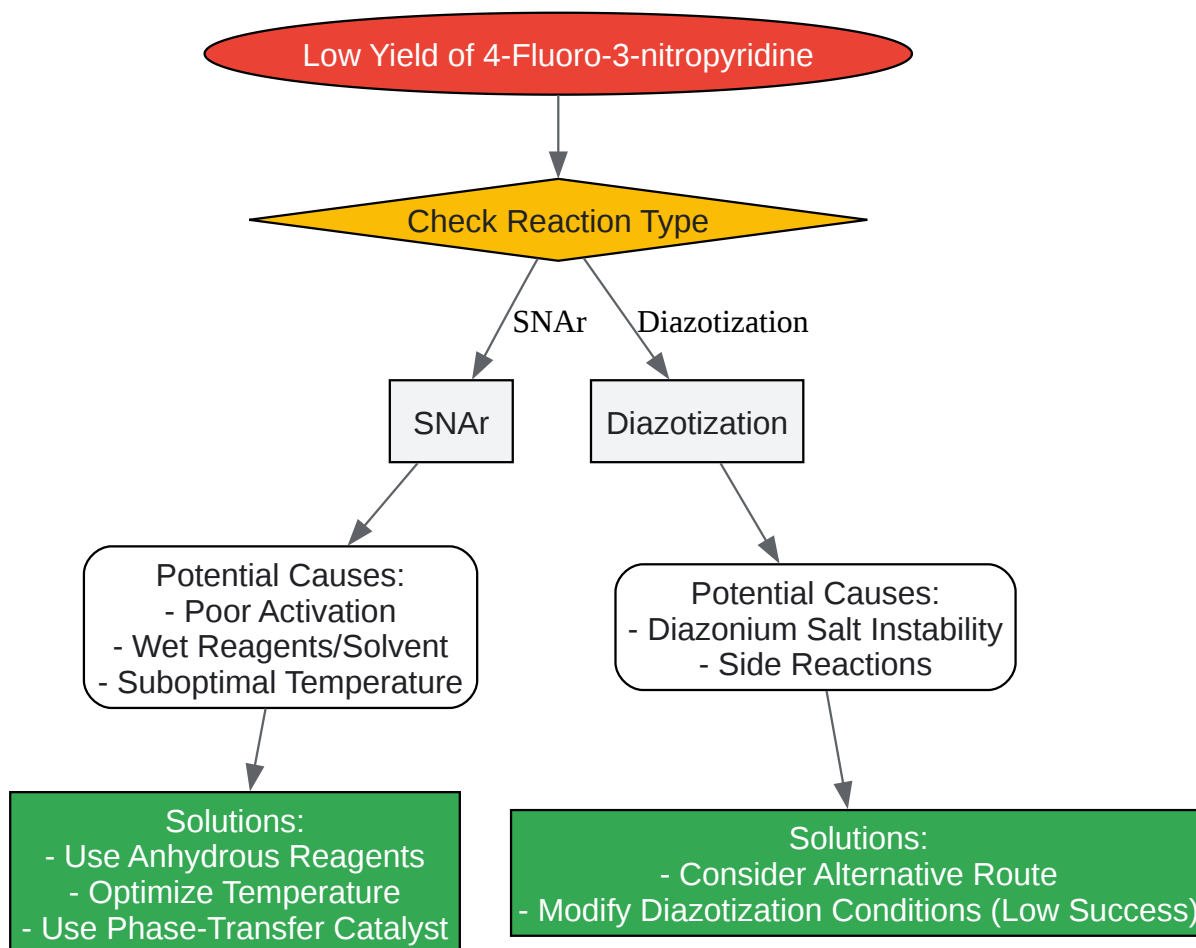 Low Yield of 4-Fluoro-3-nitropyridine
Check Reaction Type
SNAr
Diazotization
SNAr
Diazotization
Potential Causes:
- Poor Activation
- Wet Reagents/Solvent
- Suboptimal Temperature
Potential Causes:
- Diazonium Salt Instability
- Side Reactions
Solutions:
- Use Anhydrous Reagents
- Optimize Temperature
- Use Phase-Transfer Catalyst
Solutions:
- Consider Alternative Route
- Modify Diazotization Conditions (Low Success)